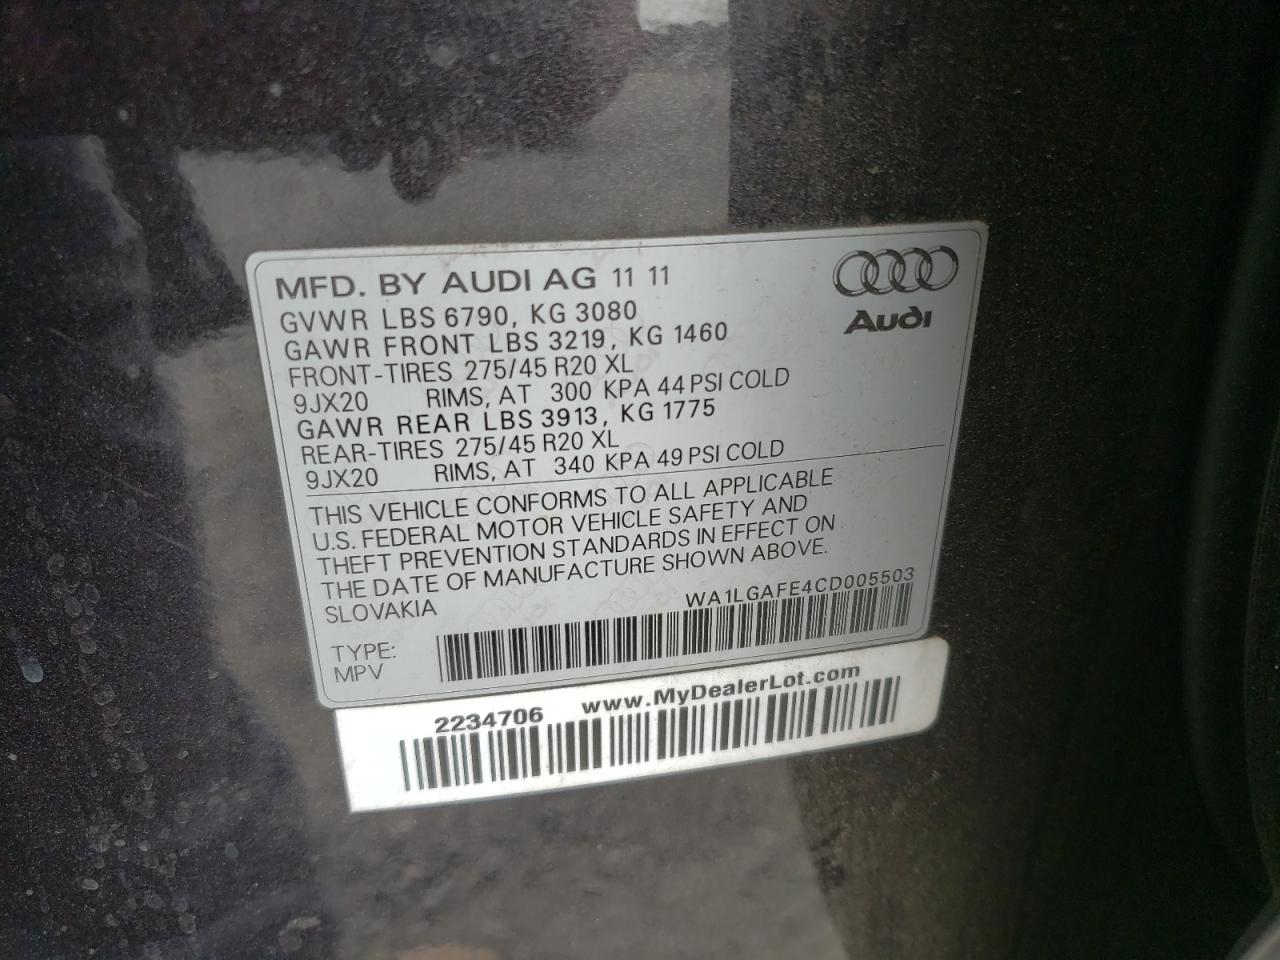 MFD. BY AUDI AG 11 11
Audi
GVWR LBS 6790, KG 3080
GAWR FRONT LBS 3219, KG 1460
FRONT-TIRES 275/45 R20 XL
9JX20 RIMS, AT 300 KPA 44 PSI COLD
GAWR REAR LBS 3913, KG 1775
REAR-TIRES 275/45 R20 XL
9JX20 RIMS, AT 340 KPA 49 PSI COLD
THIS VEHICLE CONFORMS TO ALL APPLICABLE
U.S. FEDERAL MOTOR VEHICLE SAFETY AND
THEFT PREVENTION STANDARDS IN EFFECT ON
THE DATE OF MANUFACTURE SHOWN ABOVE.
SLOVAKIA
WA1LGAFE4CD005503
TYPE:
MPV
2234706 www.MyDealerLot.com